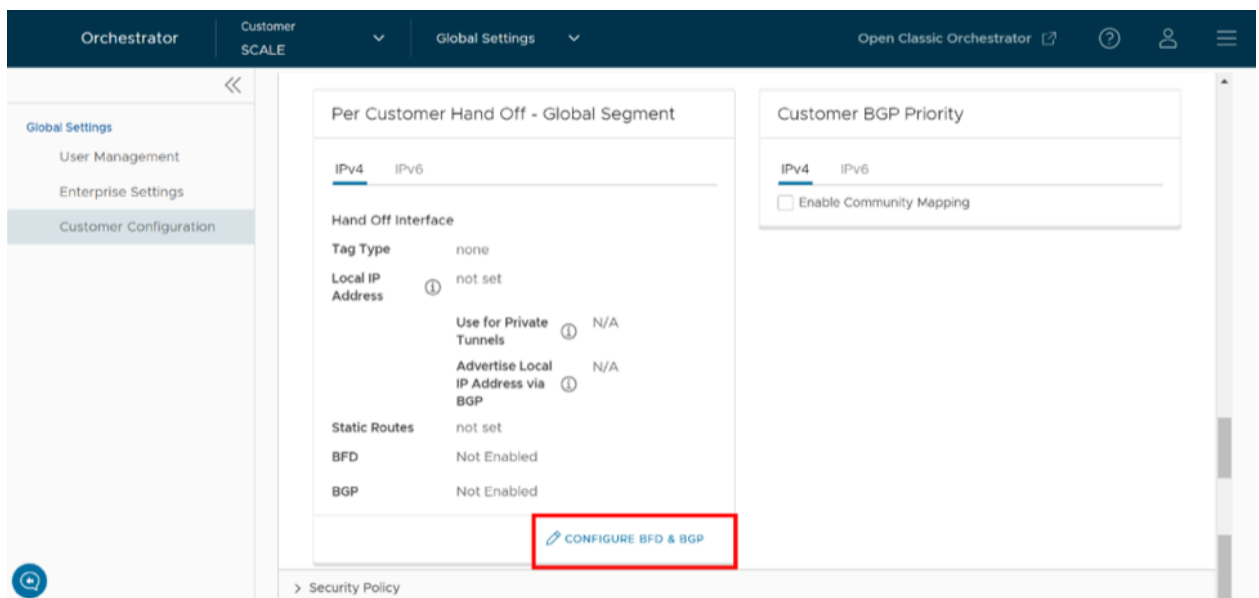 Orchestrator
Customer
SCALE
Global Settings
Open Classic Orchestrator
Global Settings
User Management
Enterprise Settings
Customer Configuration
Per Customer Hand Off - Global Segment
IPv4 IPv6
Hand Off Interface
Tag Type none
Local IP
Address
not set
Use for Private
Tunnels
N/A
Advertise Local
IP Address via
BGP
N/A
Static Routes not set
BFD Not Enabled
BGP Not Enabled
CONFIGURE BFD & BGP
Customer BGP Priority
IPv4 IPv6
Enable Community Mapping
Security Policy